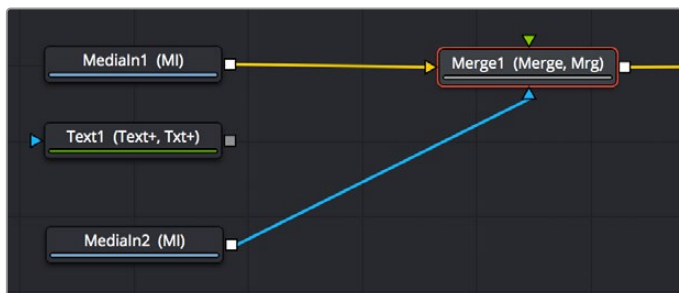 MediaIn1 (MI)
Merge1 (Merge, Mrg)
Text1 (Text+, Txt+)
MediaIn2 (MI)